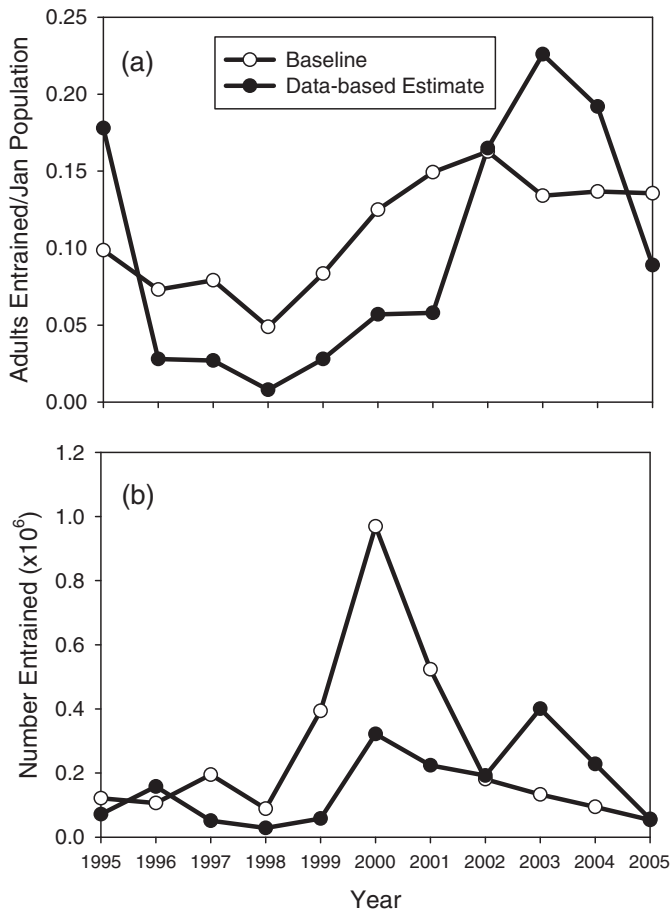 (a)
Baseline
Data-based Estimate
Adults Entrained/Jan Population
0.25
0.20
0.15
0.10
0.05
0.00
(b)
Number Entrained (x10⁶)
1.2
1.0
0.8
0.6
0.4
0.2
0.0
1995 1996 1997 1998 1999 2000 2001 2002 2003 2004 2005
Year